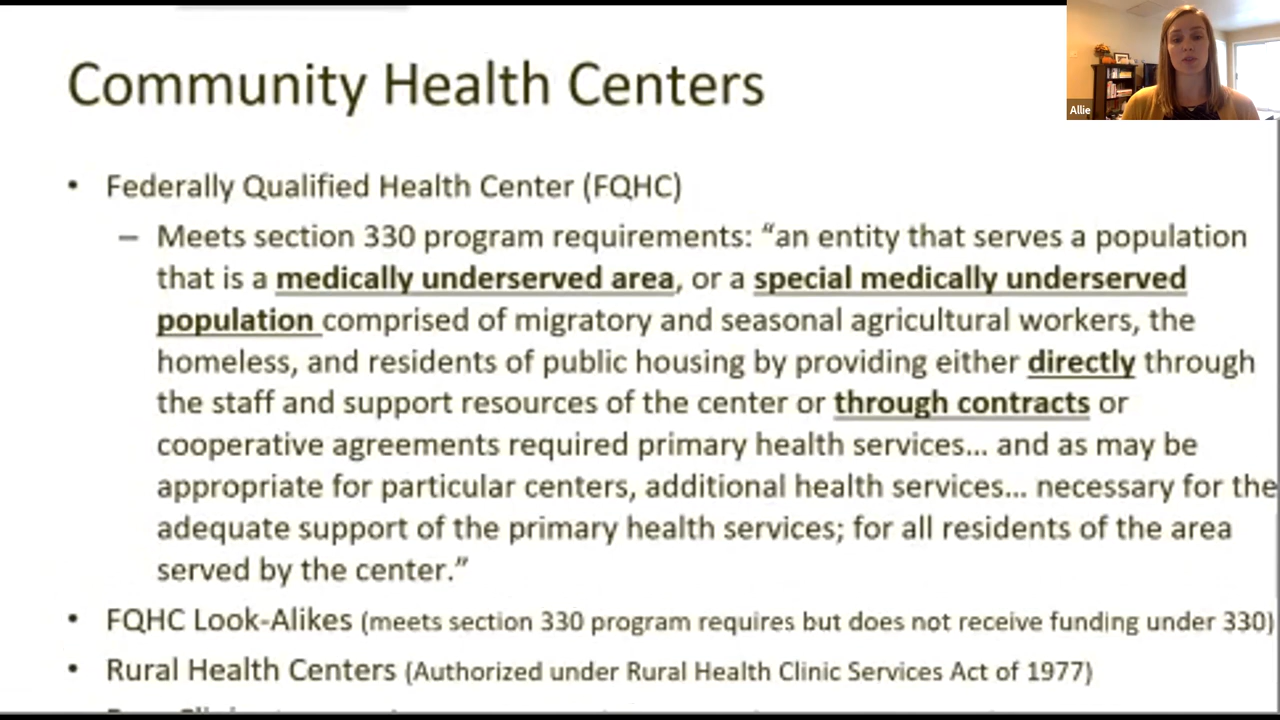 Community Health Centers
Allie
• Federally Qualified Health Center (FQHC)
– Meets section 330 program requirements: “an entity that serves a population
that is a medically underserved area, or a special medically underserved
population comprised of migratory and seasonal agricultural workers, the
homeless, and residents of public housing by providing either directly through
the staff and support resources of the center or through contracts or
cooperative agreements required primary health services... and as may be
appropriate for particular centers, additional health services... necessary for the
adequate support of the primary health services; for all residents of the area
served by the center.”
• FQHC Look-Alikes (meets section 330 program requires but does not receive funding under 330)
• Rural Health Centers (Authorized under Rural Health Clinic Services Act of 1977)